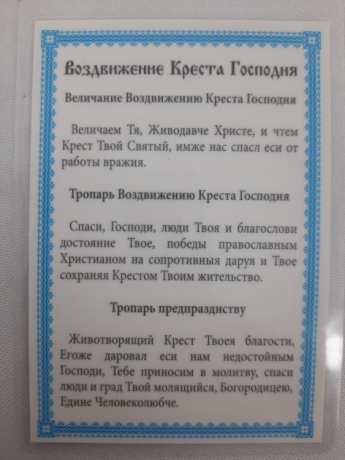 Воздвижение Креста Господня
Величание Воздвижению Креста Господня
Величаем Тя, Живодавче Христе, и чтем
Крест Твой Святый, имже нас спасл еси от
работы вражия.
Тропарь Воздвижению Креста Господня
Спаси, Господи, люди Твоя и благослови
достояние Твое, победы православным
Христианом на сопротивныя даруя и Твое
сохраняя Крестом Твоим жительство.
Тропарь предпразднству
Животворящий Крест Твоея благости,
Егоже даровал еси нам недостойным
Господи, Тебе приносим в молитву, спаси
люди и град Твой молящийся, Богородицею,
Едине Человеколюбче.